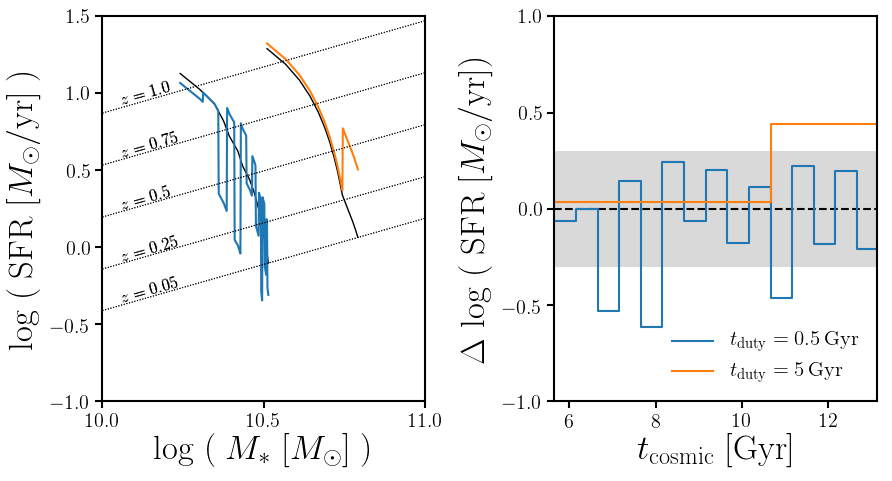 log ( SFR [M⊙/yr] )
1.5
1.0
0.5
0.0
−0.5
−1.0
z = 1.0
z = 0.75
z = 0.5
z = 0.25
z = 0.05
10.0 10.5 11.0
log ( M∗ [M⊙] )
Δ log ( SFR [M⊙/yr])
1.0
0.5
0.0
−0.5
−1.0
t_duty = 0.5 Gyr
t_duty = 5 Gyr
6 8 10 12
t_cosmic [Gyr]